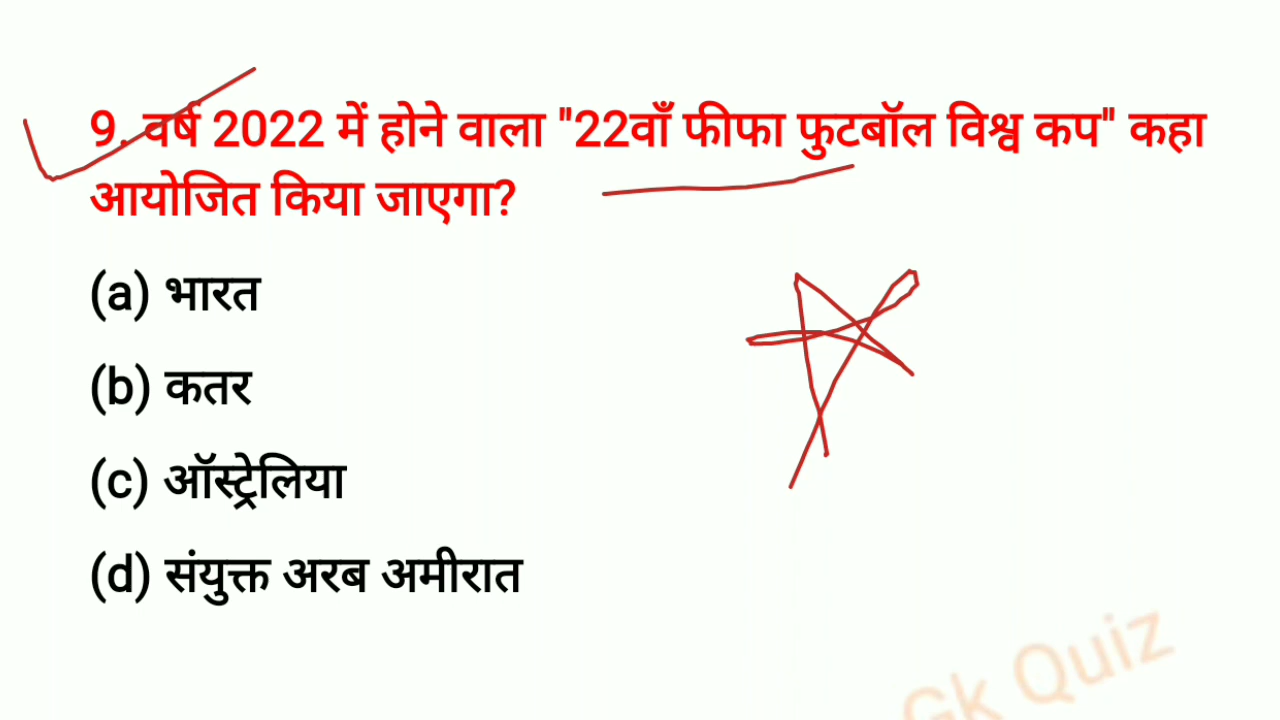 9. वर्ष 2022 में होने वाला "22वाँ फीफा फुटबॉल विश्व कप" कहा
आयोजित किया जाएगा?
(a) भारत
(b) कतर
(c) ऑस्ट्रेलिया
(d) संयुक्त अरब अमीरात
Gk Quiz